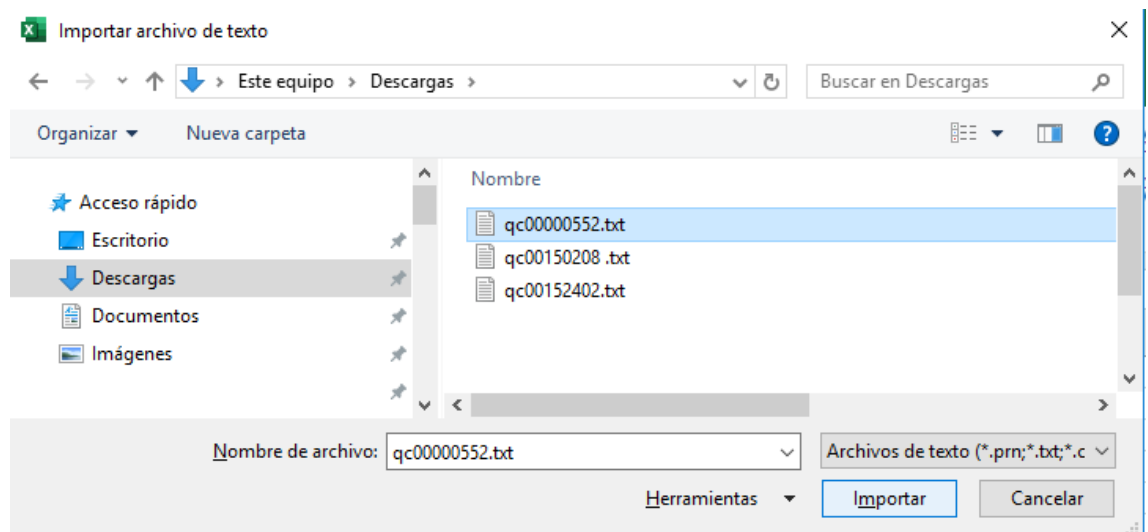 Importar archivo de texto
Este equipo > Descargas >
Buscar en Descargas
Organizar
Nueva carpeta
?
Acceso rápido
Escritorio
Descargas
Documentos
Imágenes
Nombre
qc00000552.txt
qc00150208 .txt
qc00152402.txt
Nombre de archivo: qc00000552.txt
Archivos de texto (*.prn;*.txt;*.c
Herramientas
Importar
Cancelar